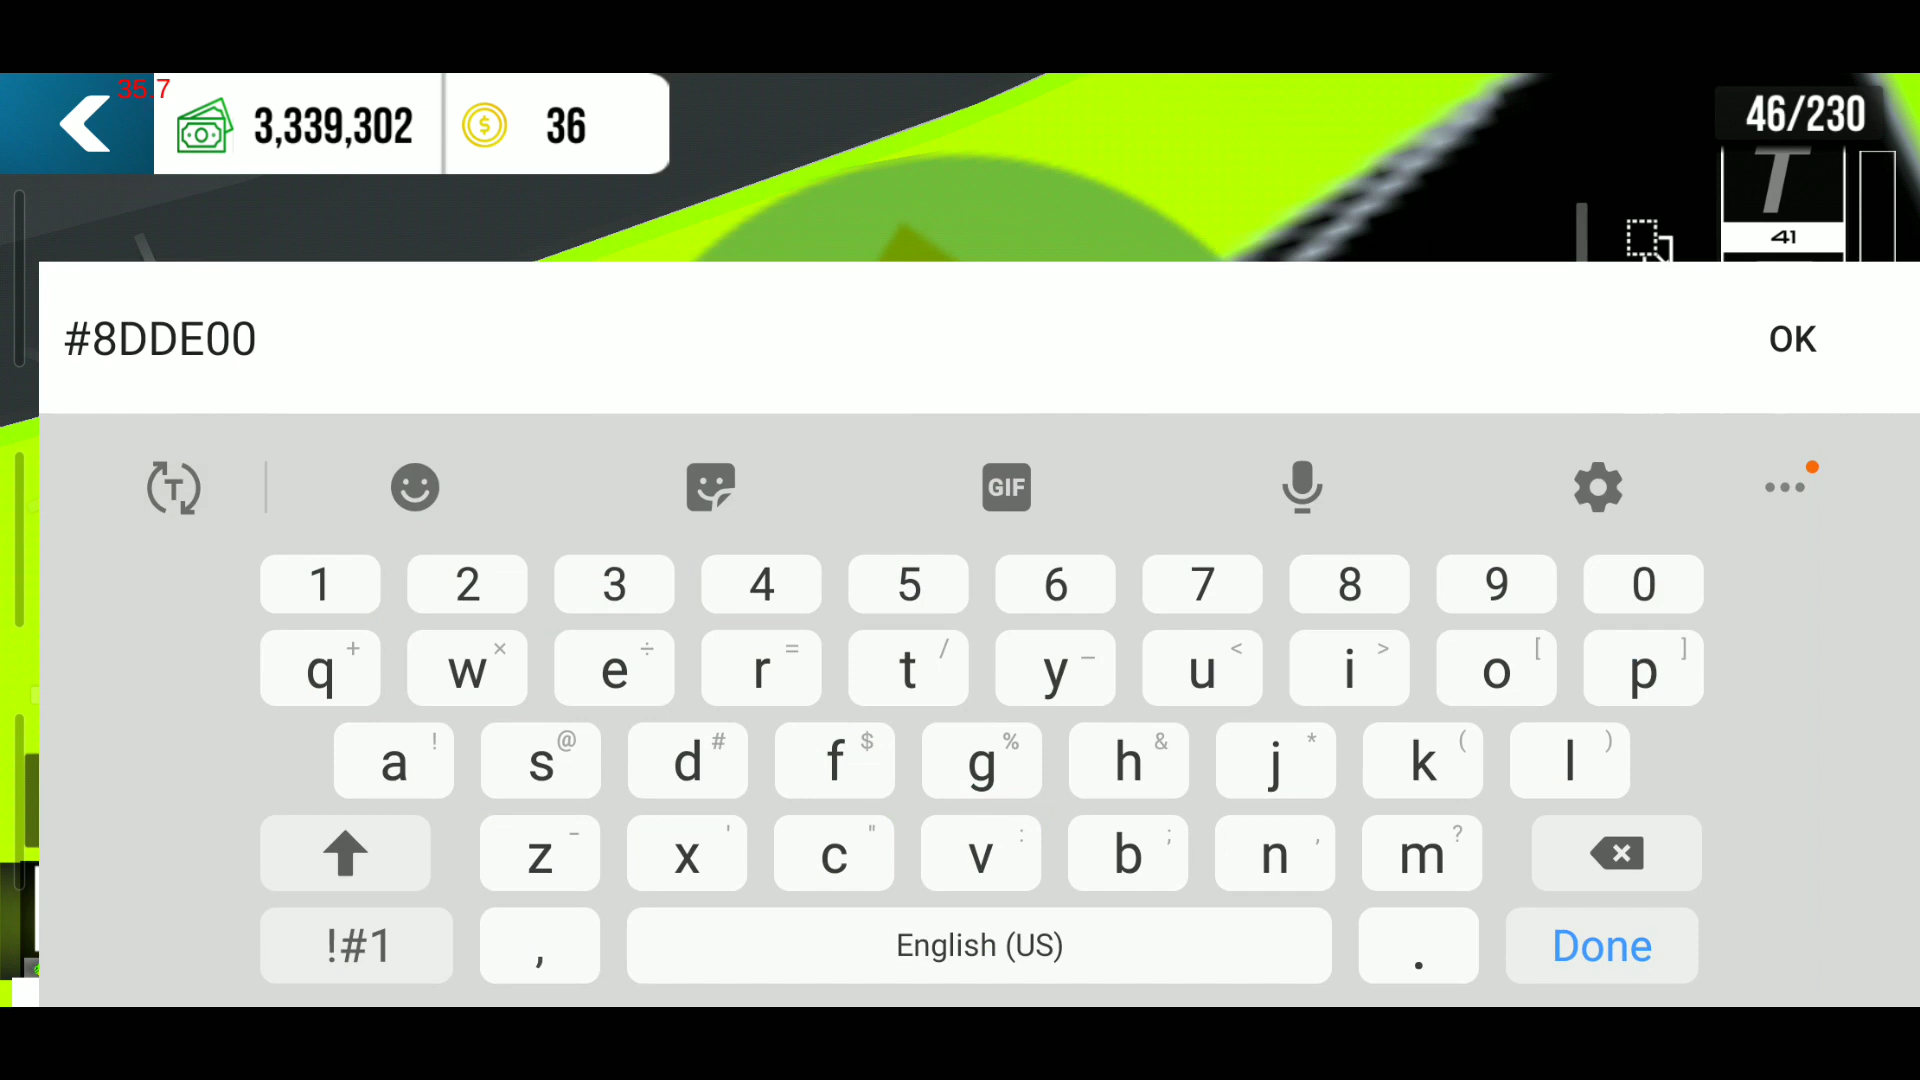 35.7
3,339,302
36
46/230
T
41
#8DDE00
OK
T
GIF
1 2 3 4 5 6 7 8 9 0
q + w × e ÷ r = t / y _ u < i > o [ p ]
a ! s @ d # f $ g % h & j * k ( l )
z - x ' c " v : b ; n , m ?
!#1 , English (US) . Done